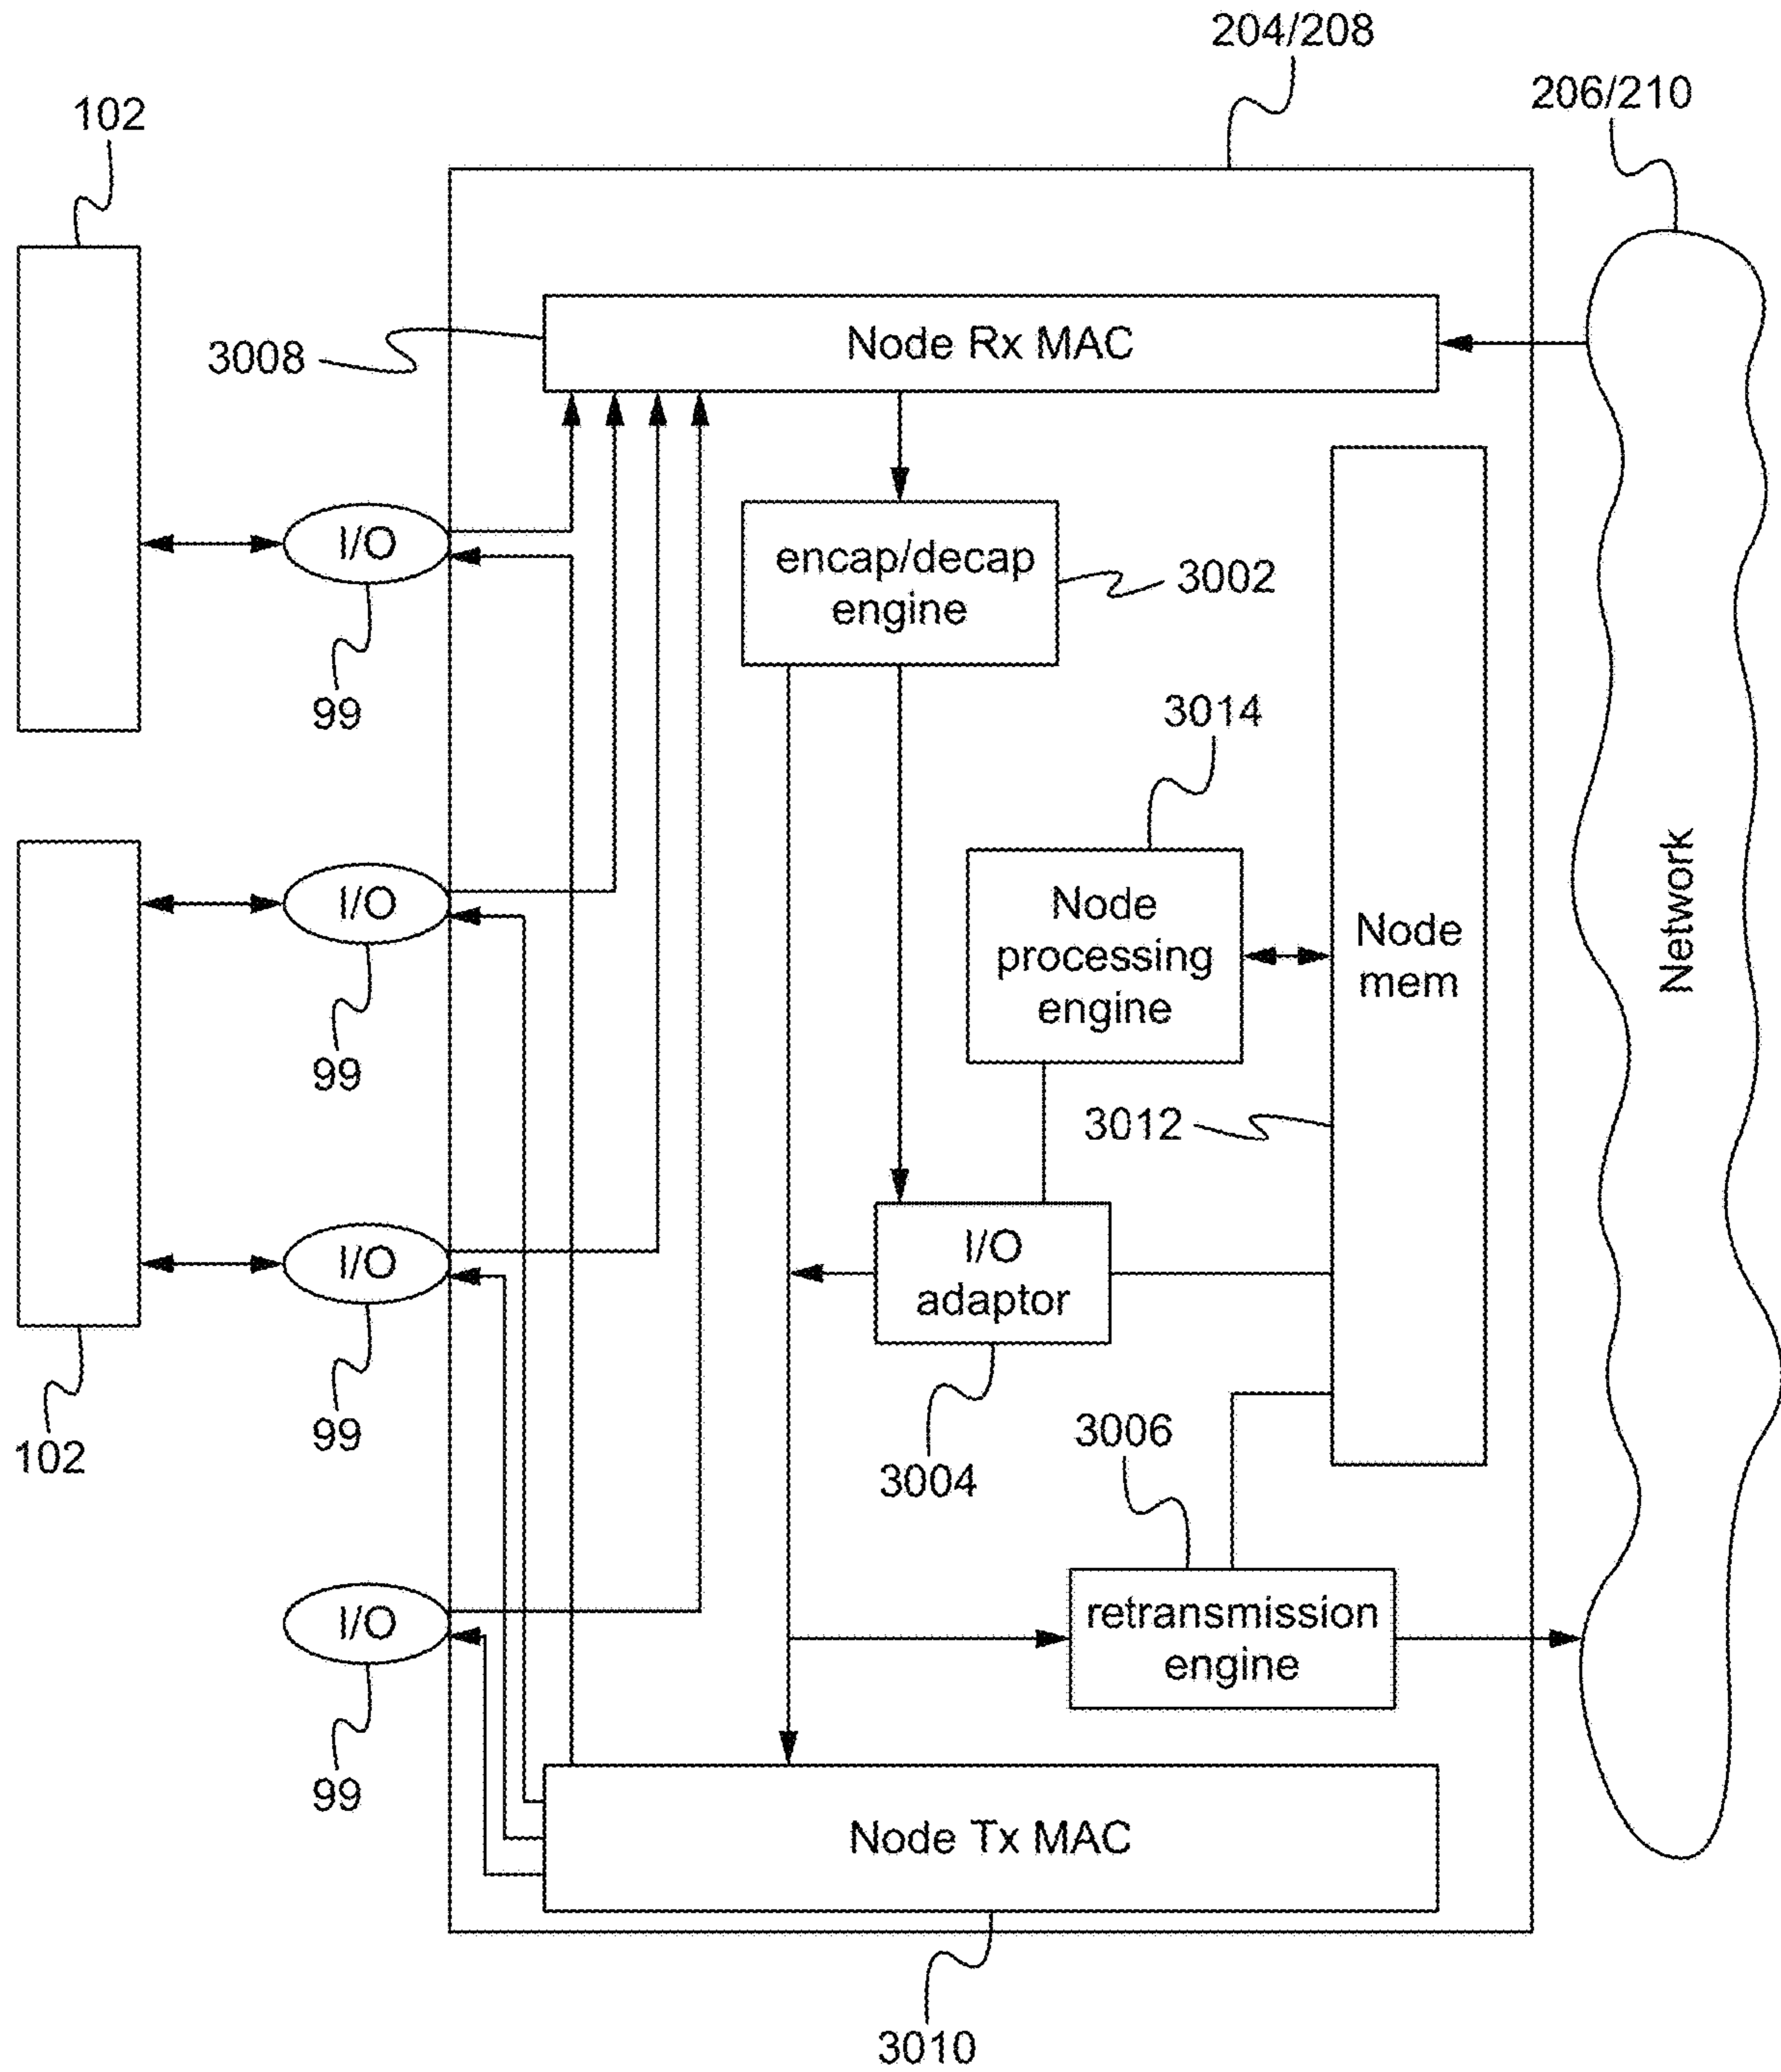 204/208
206/210
102
Node Rx MAC
3008
I/O
encap/decap
engine
3002
99
3014
I/O
Node
processing
engine
Node
mem
Network
99
3012
I/O
I/O
adaptor
99
102
3004
3006
I/O
retransmission
engine
99
Node Tx MAC
3010